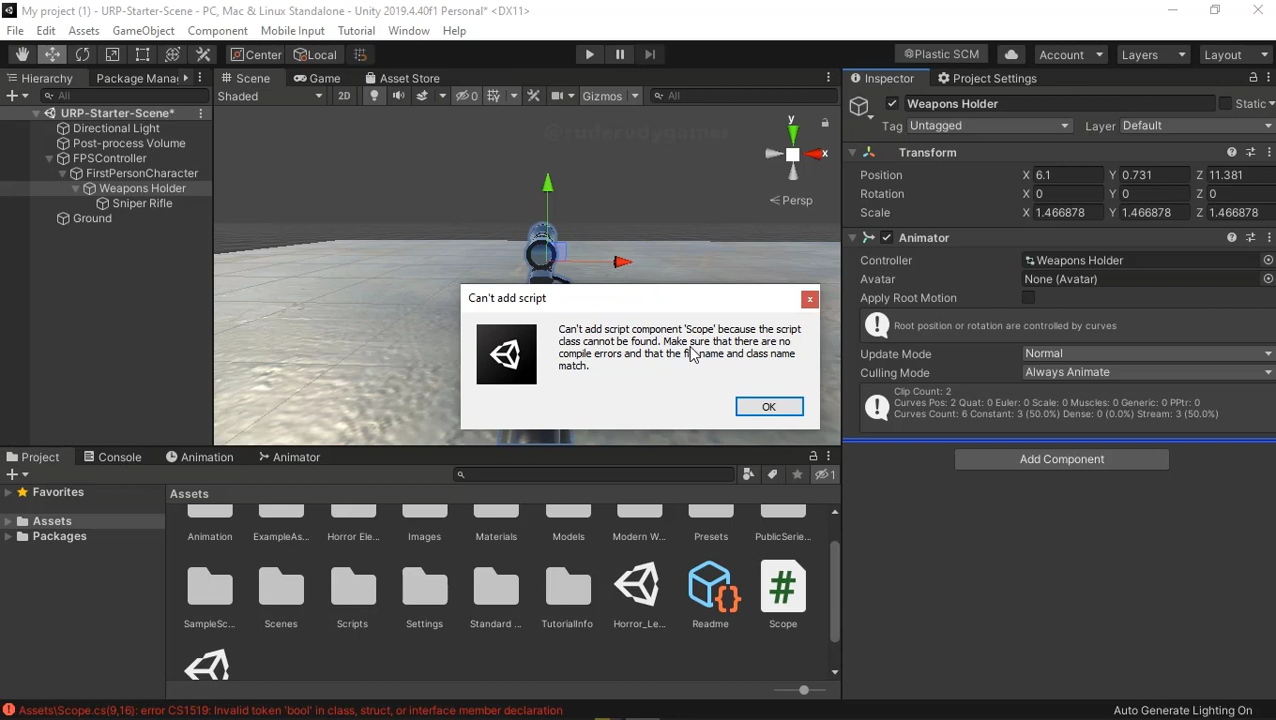 My project (1) - URP-Starter-Scene - PC, Mac & Linux Standalone - Unity 2019.4.40f1 Personal* <DX11>
File Edit Assets GameObject Component Mobile Input Tutorial Window Help
Center Local Plastic SCM Account Layers Layout
Hierarchy Package Mana
All
URP-Starter-Scene*
Directional Light
Post-process Volume
FPSController
FirstPersonCharacter
Weapons Holder
Sniper Rifle
Ground
Scene Game Asset Store
Shaded 2D 0 Gizmos All
@ruderudygamer
y
x
Persp
Can't add script
x
Can't add script component 'Scope' because the script
class cannot be found. Make sure that there are no
compile errors and that the file name and class name
match.
OK
Inspector Project Settings
Weapons Holder Static
Tag Untagged Layer Default
Transform
Position X 6.1 Y 0.731 Z 11.381
Rotation X 0 Y 0 Z 0
Scale X 1.466878 Y 1.466878 Z 1.466878
Animator
Controller Weapons Holder
Avatar None (Avatar)
Apply Root Motion
Root position or rotation are controlled by curves
Update Mode Normal
Culling Mode Always Animate
Clip Count: 2
Curves Pos: 2 Quat: 0 Euler: 0 Scale: 0 Muscles: 0 Generic: 0 PPtr: 0
Curves Count: 6 Constant: 3 (50.0%) Dense: 0 (0.0%) Stream: 3 (50.0%)
Add Component
Project Console Animation Animator
1
Favorites
Assets
Packages
Assets
Animation ExampleAs... Horror Ele... Images Materials Models Modern W... Presets PublicSerie...
SampleSc... Scenes Scripts Settings Standard ... TutorialInfo Horror_Le... Readme Scope
Assets\Scope.cs(9,16): error CS1519: Invalid token 'bool' in class, struct, or interface member declaration
Auto Generate Lighting On